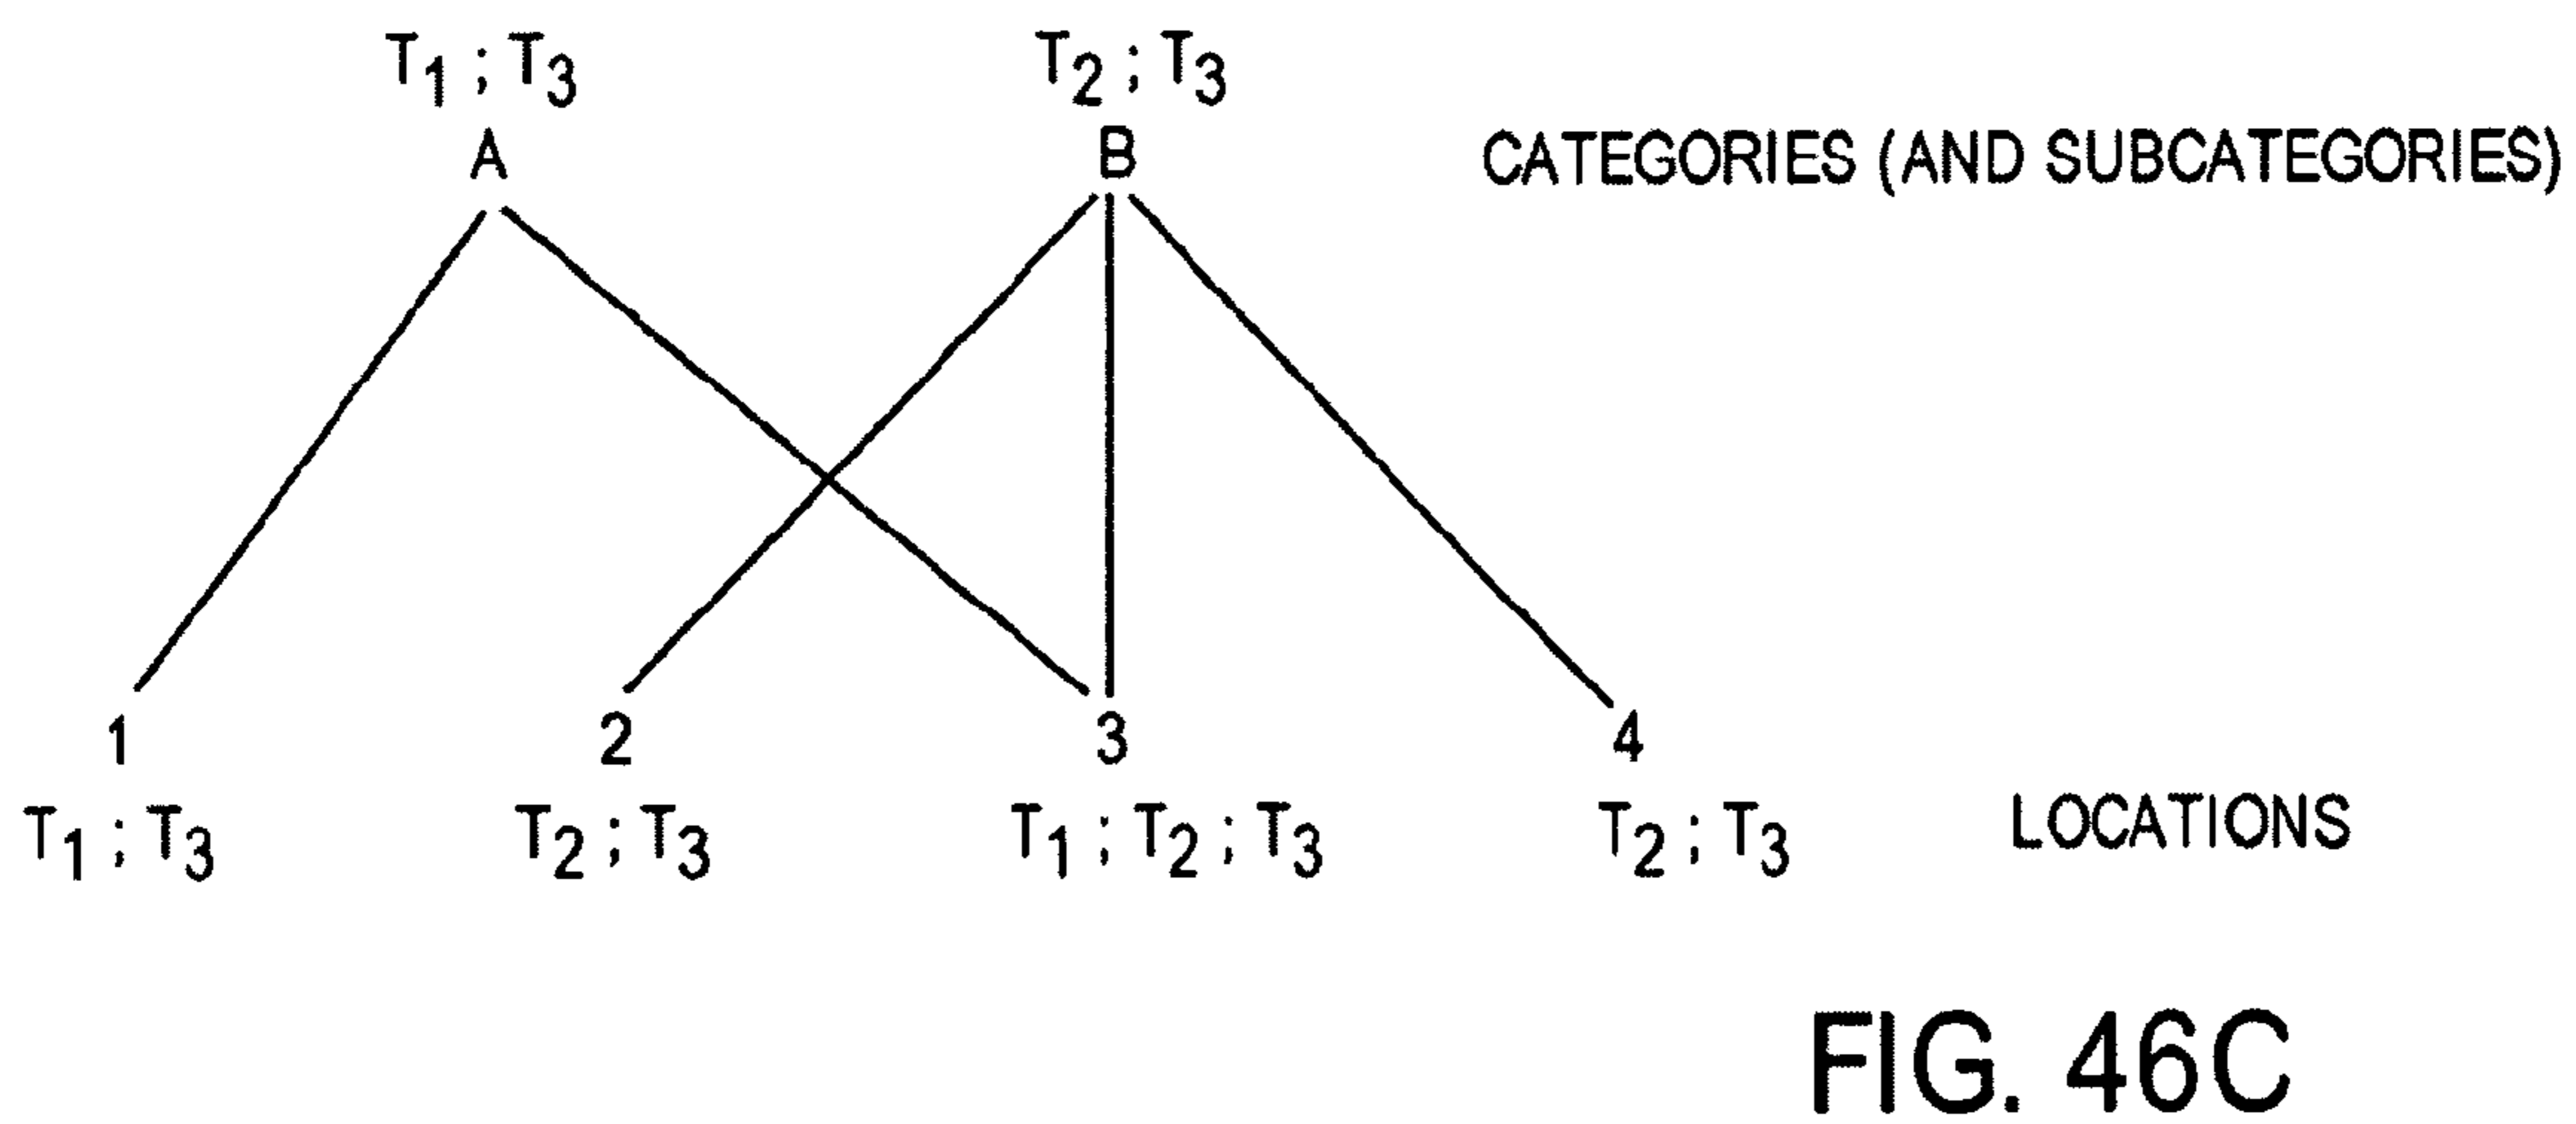 T1 ; T3 T2 ; T3
A B CATEGORIES (AND SUBCATEGORIES)
1 2 3 4
T1 ; T3 T2 ; T3 T1 ; T2 ; T3 T2 ; T3 LOCATIONS
FIG. 46C